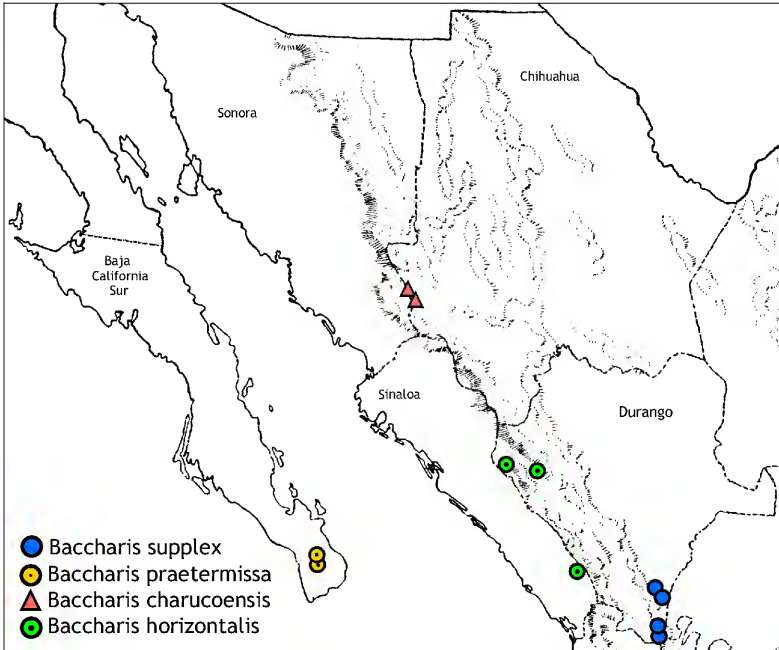 Chihuahua
Sonora
Baja
California
Sur
Sinaloa
Durango
Baccharis supplex
Baccharis praetermissa
Baccharis charucoensis
Baccharis horizontalis